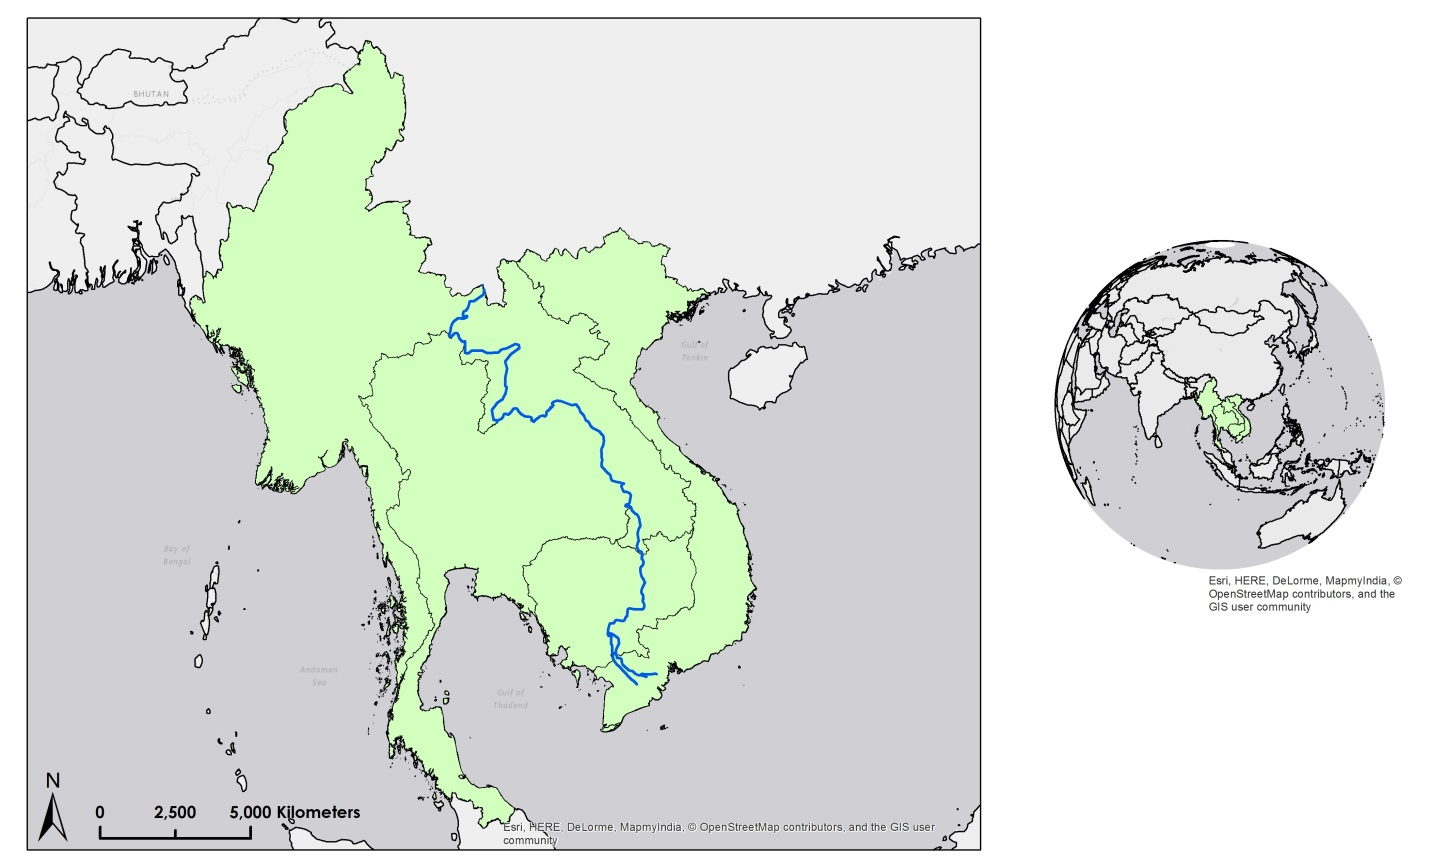 BHUTAN
Gulf of
Tonkin
Bay of
Bengal
Andaman
Sea
Gulf of
Thailand
N
0 2,500 5,000 Kilometers
Esri, HERE, DeLorme, MapmyIndia, © OpenStreetMap contributors, and the GIS user
community
Esri, HERE, DeLorme, MapmyIndia, ©
OpenStreetMap contributors, and the
GIS user community